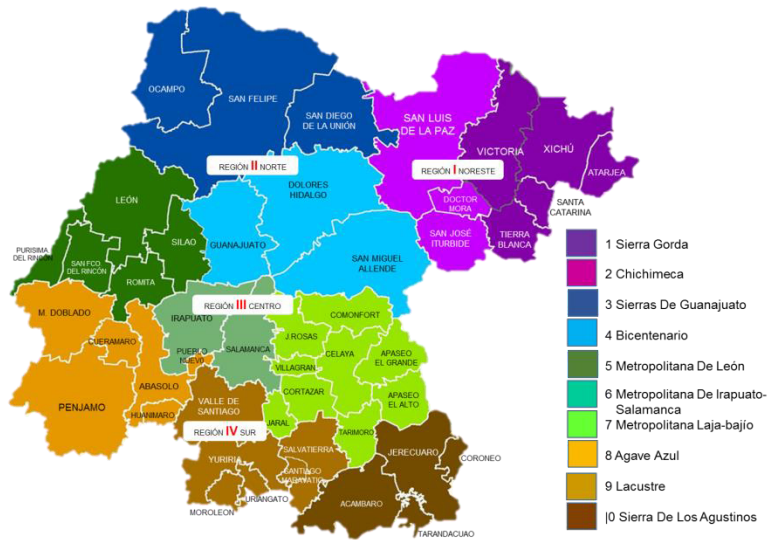 OCAMPO
SAN FELIPE
SAN DIEGO
DE LA UNIÓN
SAN LUIS
DE LA PAZ
VICTORIA
XICHÚ
ATARJEA
REGIÓN II NORTE
REGIÓN I NORESTE
DOLORES
HIDALGO
DOCTOR
MORA
SANTA
CATARINA
LEÓN
SILAO
GUANAJUATO
SAN JOSÉ
ITURBIDE
TIERRA
BLANCA
PURISIMA
DEL RINCÓN
SAN FCO
DEL RINCÓN
ROMITA
SAN MIGUEL
ALLENDE
REGIÓN III CENTRO
M. DOBLADO
IRAPUATO
COMONFORT
CUERAMARO
PUEBLO
NUEVO
SALAMANCA
J.ROSAS
CELAYA
APASEO
EL GRANDE
VILLAGRAN
PENJAMO
ABASOLO
VALLE DE
SANTIAGO
CORTAZAR
APASEO
EL ALTO
HUANIMARO
JARAL
TARIMORO
REGIÓN IV SUR
YURIRIA
SALVATIERRA
JERECUARO
CORONEO
SANTIAGO
MARAVATIO
URIANGATO
MOROLEON
ACAMBARO
TARANDACUAO
1 Sierra Gorda
2 Chichimeca
3 Sierras De Guanajuato
4 Bicentenario
5 Metropolitana De León
6 Metropolitana De Irapuato-
Salamanca
7 Metropolitana Laja-bajío
8 Agave Azul
9 Lacustre
|0 Sierra De Los Agustinos